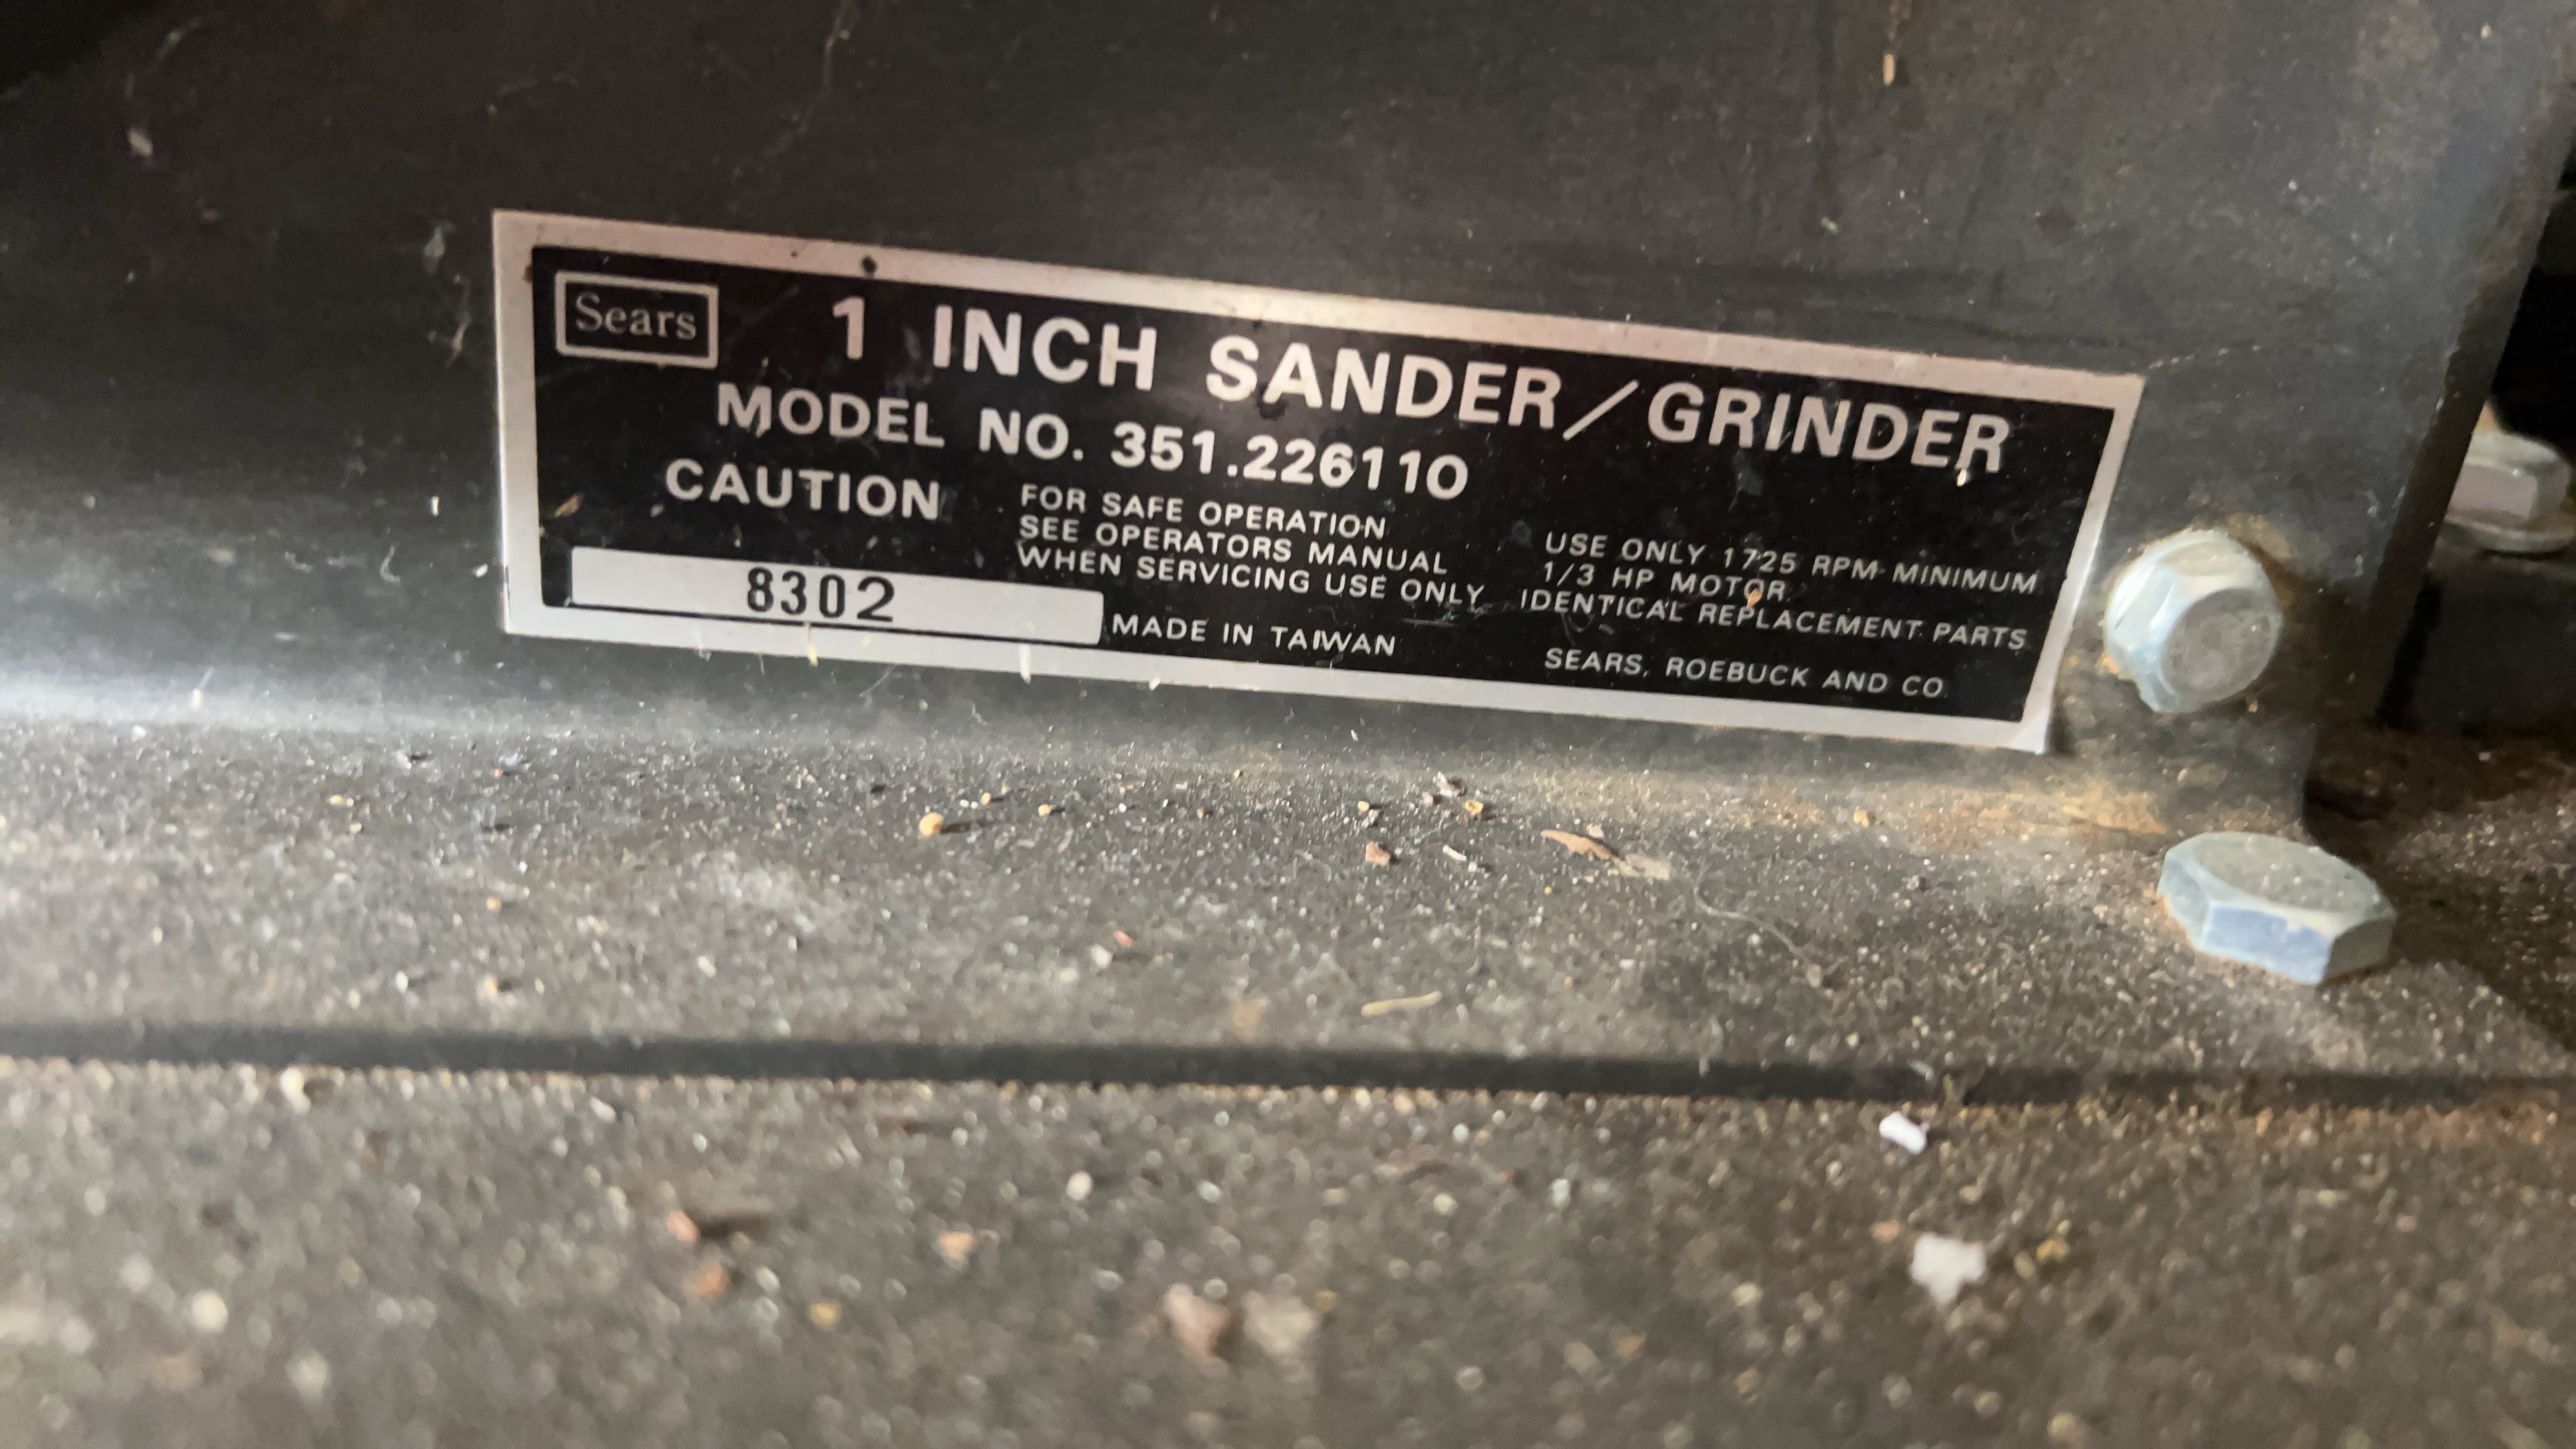 Sears
1 INCH SANDER/GRINDER
MODEL NO. 351.226110
CAUTION
FOR SAFE OPERATION
SEE OPERATORS MANUAL
WHEN SERVICING USE ONLY
USE ONLY 1725 RPM MINIMUM
1/3 HP MOTOR
IDENTICAL REPLACEMENT PARTS
8302
MADE IN TAIWAN
SEARS, ROEBUCK AND CO.